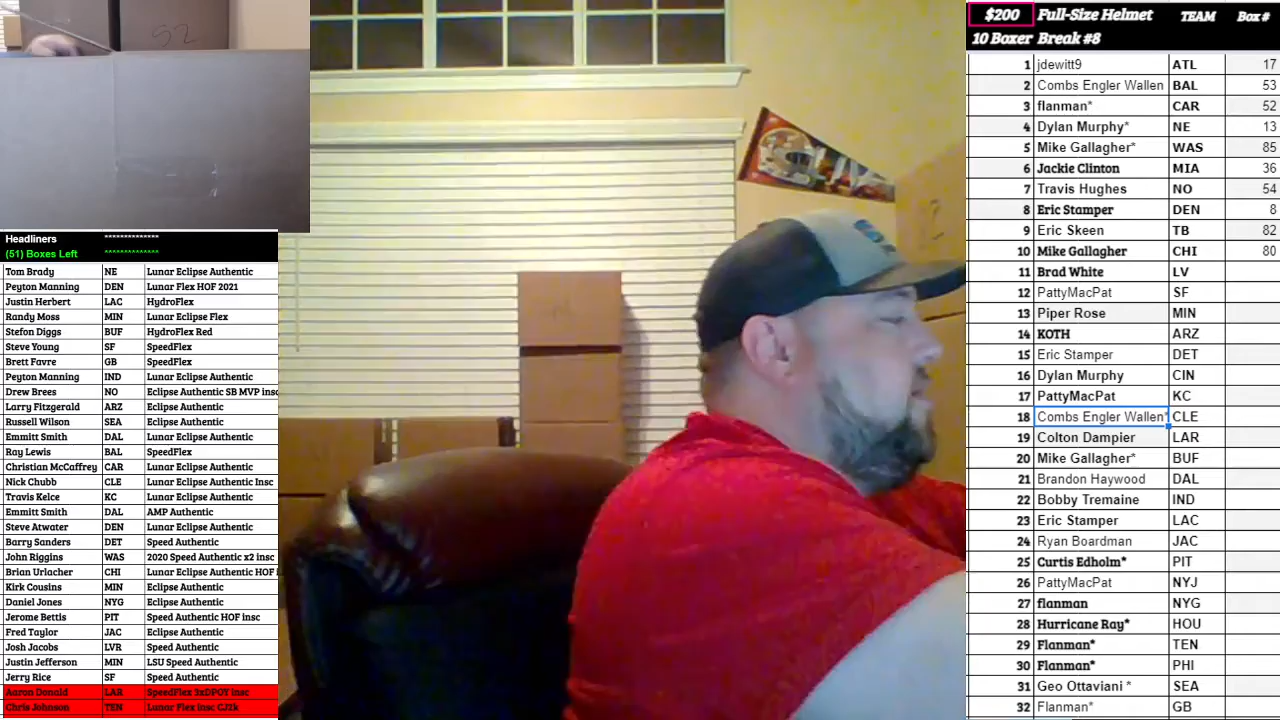 52
Headliners **************
(51) Boxes Left **************
Tom Brady NE Lunar Eclipse Authentic
Peyton Manning DEN Lunar Flex HOF 2021
Justin Herbert LAC HydroFlex
Randy Moss MIN Lunar Eclipse Flex
Stefon Diggs BUF HydroFlex Red
Steve Young SF SpeedFlex
Brett Favre GB SpeedFlex
Peyton Manning IND Lunar Eclipse Authentic
Drew Brees NO Eclipse Authentic SB MVP insc
Larry Fitzgerald ARZ Eclipse Authentic
Russell Wilson SEA Eclipse Authentic
Emmitt Smith DAL Lunar Eclipse Authentic
Ray Lewis BAL SpeedFlex
Christian McCaffrey CAR Lunar Eclipse Authentic
Nick Chubb CLE Lunar Eclipse Authentic Insc
Travis Kelce KC Lunar Eclipse Authentic
Emmitt Smith DAL AMP Authentic
Steve Atwater DEN Lunar Eclipse Authentic
Barry Sanders DET Speed Authentic
John Riggins WAS 2020 Speed Authentic x2 insc
Brian Urlacher CHI Lunar Eclipse Authentic HOF i
Kirk Cousins MIN Eclipse Authentic
Daniel Jones NYG Eclipse Authentic
Jerome Bettis PIT Speed Authentic HOF insc
Fred Taylor JAC Eclipse Authentic
Josh Jacobs LVR Speed Authentic
Justin Jefferson MIN LSU Speed Authentic
Jerry Rice SF Speed Authentic
Aaron Donald LAR SpeedFlex 3xDPOY insc
Chris Johnson TEN Lunar Flex insc CJ2k
$200 Full-Size Helmet TEAM Box #
10 Boxer Break #8
1 jdewitt9 ATL 17
2 Combs Engler Wallen BAL 53
3 flanman* CAR 52
4 Dylan Murphy* NE 13
5 Mike Gallagher* WAS 85
6 Jackie Clinton MIA 36
7 Travis Hughes NO 54
8 Eric Stamper DEN 8
9 Eric Skeen TB 82
10 Mike Gallagher CHI 80
11 Brad White LV
12 PattyMacPat SF
13 Piper Rose MIN
14 KOTH ARZ
15 Eric Stamper DET
16 Dylan Murphy CIN
17 PattyMacPat KC
18 Combs Engler Wallen* CLE
19 Colton Dampier LAR
20 Mike Gallagher* BUF
21 Brandon Haywood DAL
22 Bobby Tremaine IND
23 Eric Stamper LAC
24 Ryan Boardman JAC
25 Curtis Edholm* PIT
26 PattyMacPat NYJ
27 flanman NYG
28 Hurricane Ray* HOU
29 Flanman* TEN
30 Flanman* PHI
31 Geo Ottaviani * SEA
32 Flanman* GB